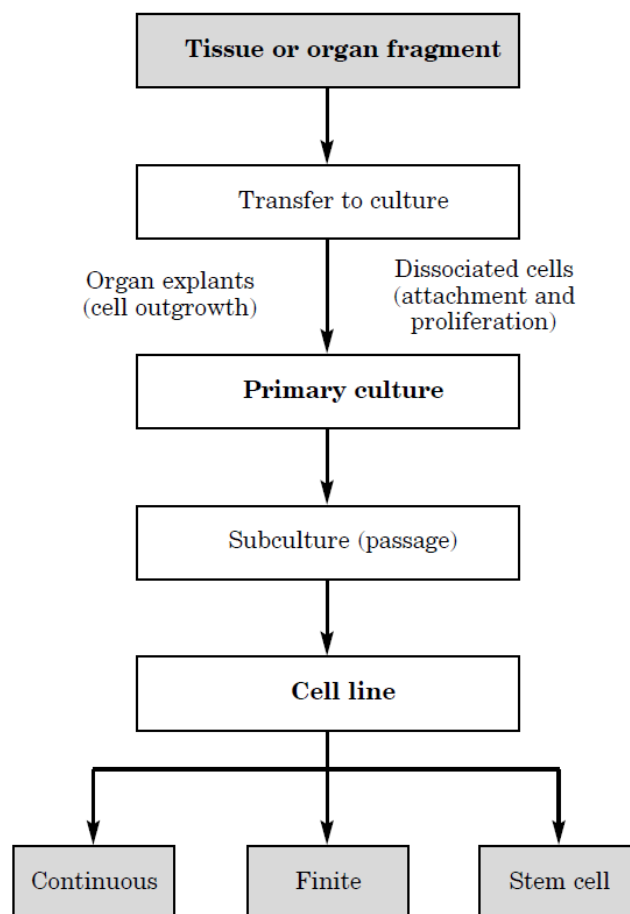 Tissue or organ fragment
Transfer to culture
Organ explants
(cell outgrowth)
Dissociated cells
(attachment and
proliferation)
Primary culture
Subculture (passage)
Cell line
Continuous
Finite
Stem cell